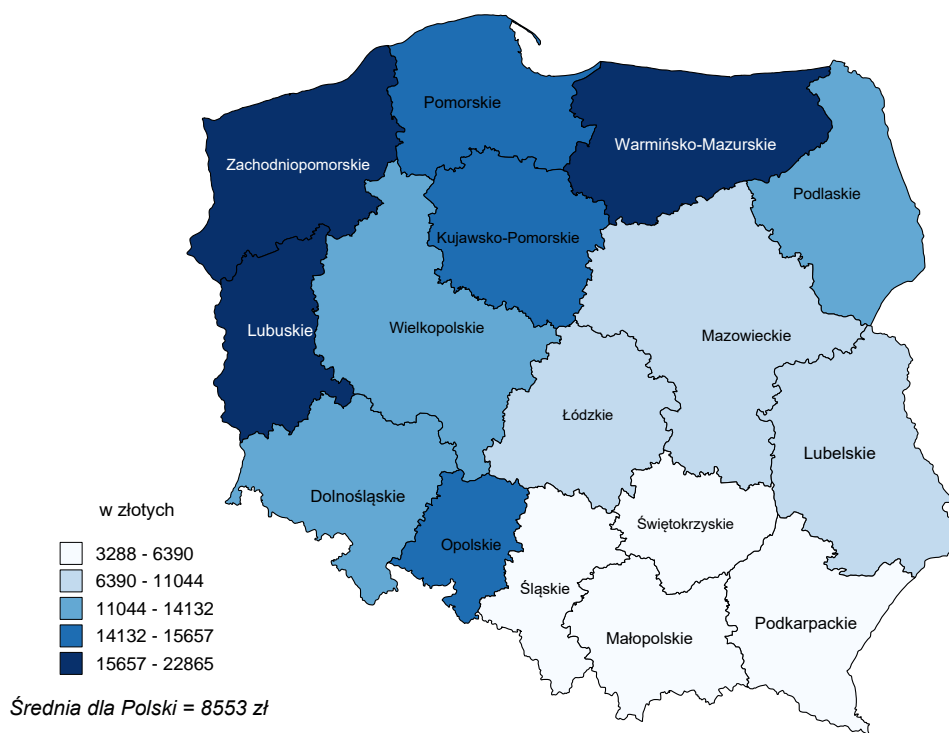 Pomorskie
Warmińsko-Mazurskie
Zachodniopomorskie
Podlaskie
Kujawsko-Pomorskie
Lubuskie
Wielkopolskie
Mazowieckie
Łódzkie
Lubelskie
Dolnośląskie
Świętokrzyskie
Opolskie
Śląskie
Podkarpackie
Małopolskie
w złotych
3288 - 6390
6390 - 11044
11044 - 14132
14132 - 15657
15657 - 22865
Średnia dla Polski = 8553 zł